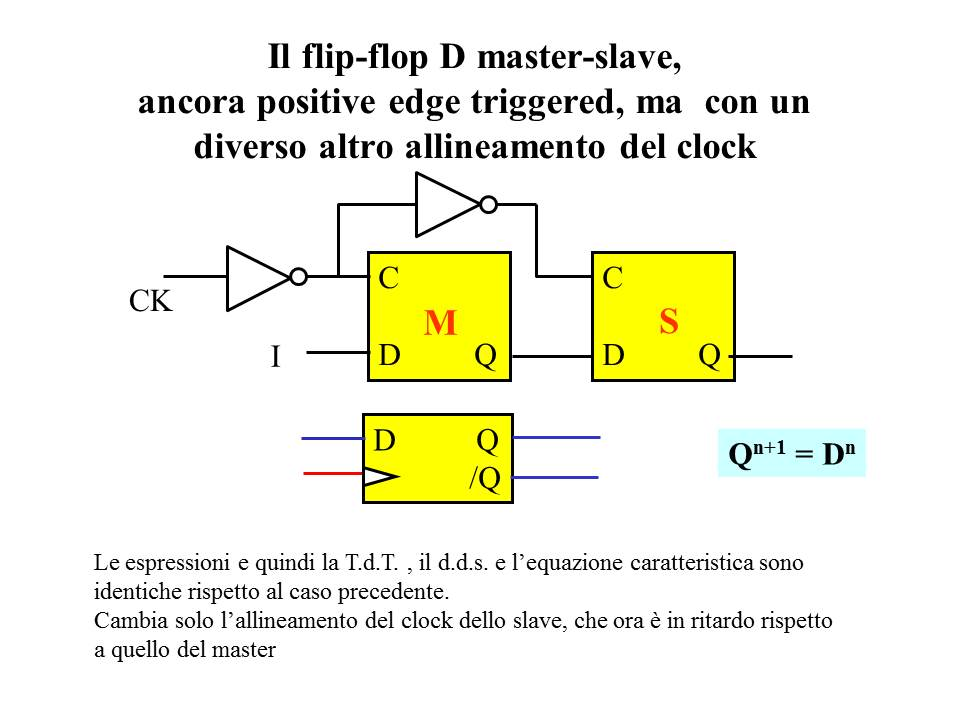 Il flip-flop D master-slave,
ancora positive edge triggered, ma con un
diverso altro allineamento del clock
CK
C
M
D Q
I
C
S
D Q
D Q
/Q
Qⁿ⁺¹ = Dⁿ
Le espressioni e quindi la T.d.T. , il d.d.s. e l’equazione caratteristica sono
identiche rispetto al caso precedente.
Cambia solo l’allineamento del clock dello slave, che ora è in ritardo rispetto
a quello del master